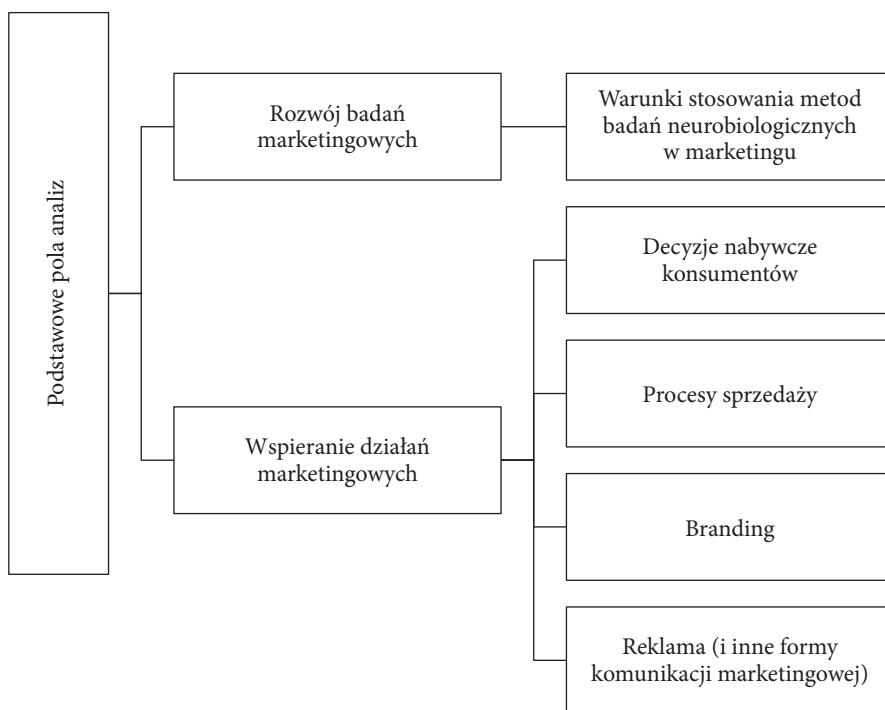 Podstawowe pola analiz
Rozwój badań
marketingowych
Warunki stosowania metod
badań neurobiologicznych
w marketingu
Wspieranie działań
marketingowych
Decyzje nabywcze
konsumentów
Procesy sprzedaży
Branding
Reklama (i inne formy
komunikacji marketingowej)